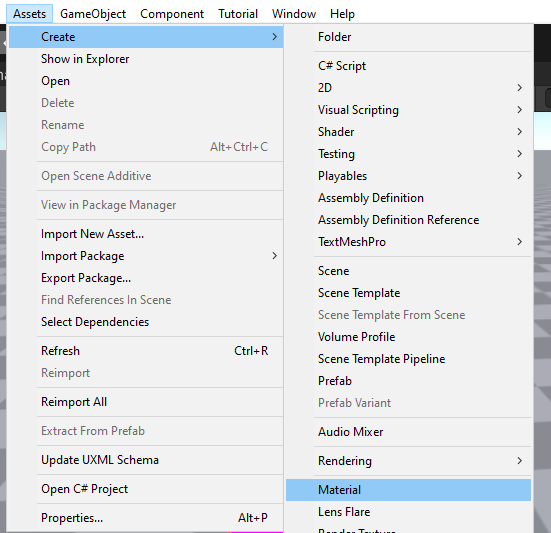 Assets GameObject Component Tutorial Window Help
Create
Show in Explorer
Open
Delete
Rename
Copy Path Alt+Ctrl+C
Open Scene Additive
View in Package Manager
Import New Asset...
Import Package
Export Package...
Find References In Scene
Select Dependencies
Refresh Ctrl+R
Reimport
Reimport All
Extract From Prefab
Update UXML Schema
Open C# Project
Properties... Alt+P
Folder
C# Script
2D
Visual Scripting
Shader
Testing
Playables
Assembly Definition
Assembly Definition Reference
TextMeshPro
Scene
Scene Template
Scene Template From Scene
Volume Profile
Scene Template Pipeline
Prefab
Prefab Variant
Audio Mixer
Rendering
Material
Lens Flare
Render Texture